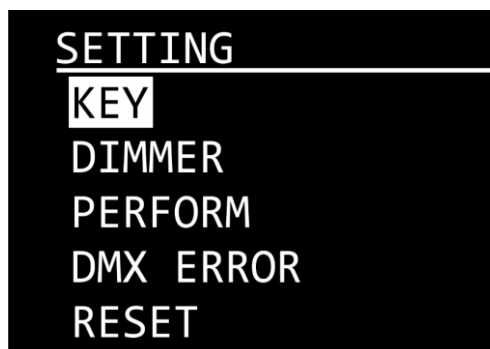 SETTING
KEY
DIMMER
PERFORM
DMX ERROR
RESET